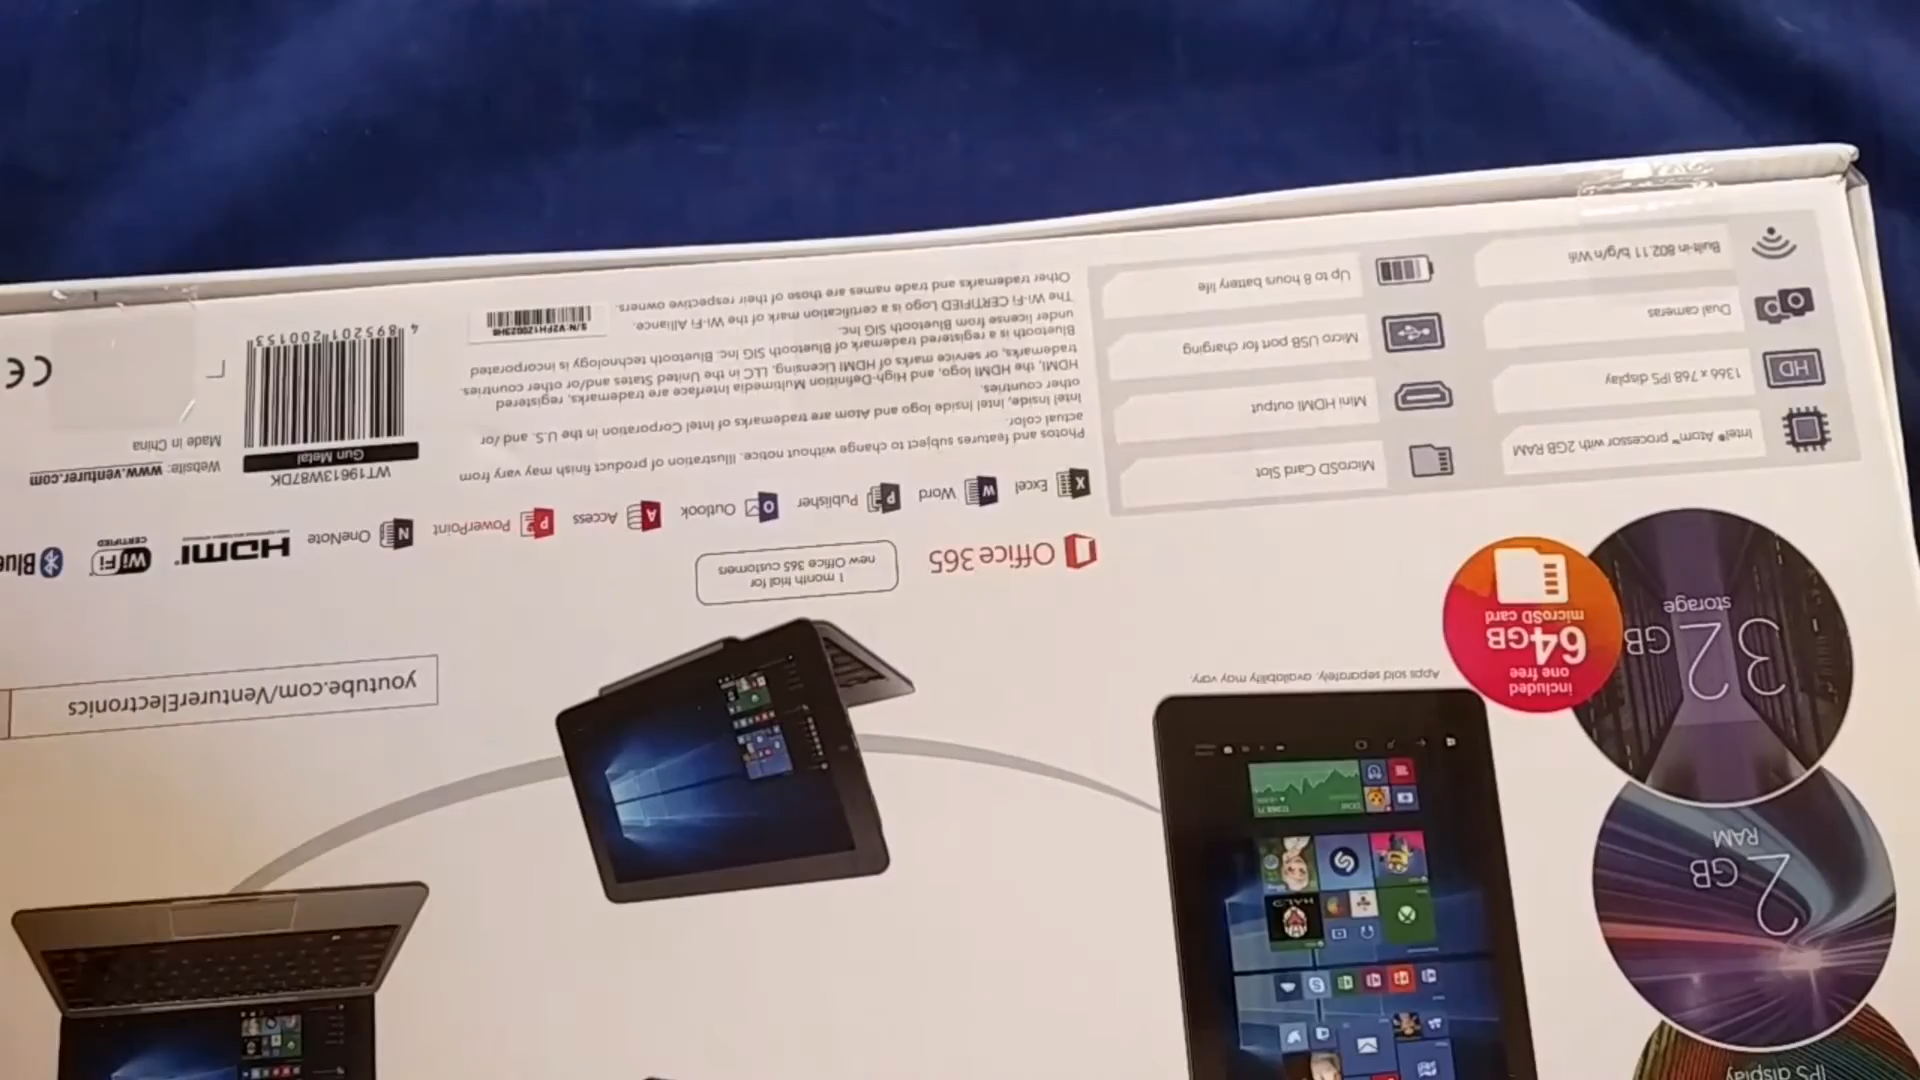 IPS display
2
GB
RAM
32
GB
storage
included
one free
64GB
microSD card
Apps sold separately, availability may vary.
youtube.com/VenturerElectronics
Office 365
1 month trial for
new Office 365 customers
Excel
Word
Publisher
Outlook
Access
PowerPoint
OneNote
HDMI
WiFi
CERTIFIED
Blue
Intel® Atom™ processor with 2GB RAM
MicroSD Card Slot
HD
1366 x 768 IPS display
Mini HDMI output
Dual cameras
Micro USB port for charging
Built-in 802.11 b/g/n Wifi
Up to 8 hours battery life
Photos and features subject to change without notice. Illustration of product finish may vary from
actual color.
Intel Inside, Intel Inside logo and Atom are trademarks of Intel Corporation in the U.S. and /or
other countries.
HDMI, the HDMI logo, and High-Definition Multimedia Interface are trademarks, registered
trademarks, or service marks of HDMI Licensing, LLC in the United States and/or other countries.
Bluetooth is a registered trademark of Bluetooth SIG Inc. Bluetooth technology is incorporated
under license from Bluetooth SIG Inc.
The Wi-Fi CERTIFIED Logo is a certification mark of the Wi-Fi Alliance.
Other trademarks and trade names are those of their respective owners.
WT19613W87DK
Gun Metal
4 895201 200153
Website: www.venturer.com
Made in China
CE